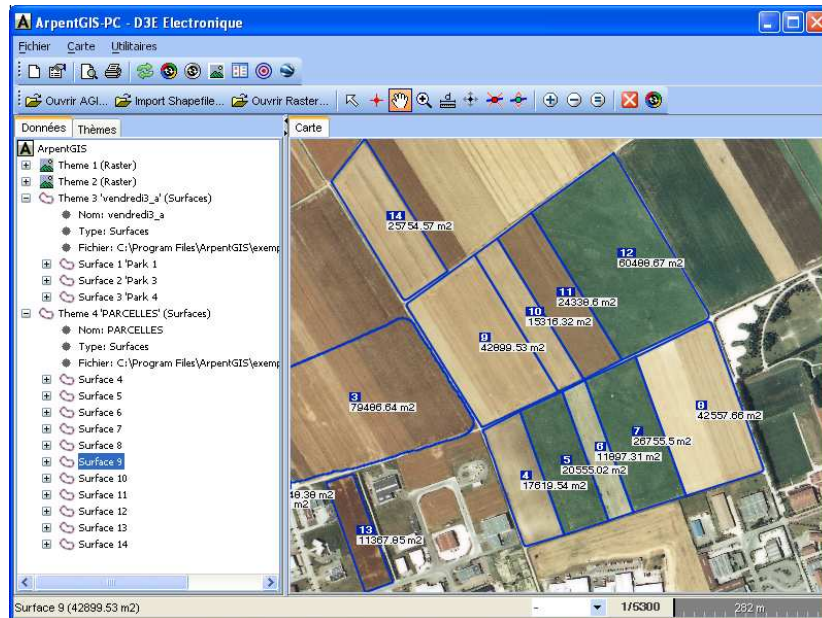 ArpentGIS-PC - D3E Electronique
Fichier Carte Utilitaires
Ouvrir AGI... Import Shapefile... Ouvrir Raster...
Données Thèmes
Carte
ArpentGIS
Theme 1 (Raster)
Theme 2 (Raster)
Theme 3 'vendredi3_a' (Surfaces)
Nom: vendredi3_a
Type: Surfaces
Fichier: C:\Program Files\ArpentGIS\exemp
Surface 1 'Park 1
Surface 2 'Park 3
Surface 3 'Park 4
Theme 4 'PARCELLES' (Surfaces)
Nom: PARCELLES
Type: Surfaces
Fichier: C:\Program Files\ArpentGIS\exemp
Surface 4
Surface 5
Surface 6
Surface 7
Surface 8
Surface 9
Surface 10
Surface 11
Surface 12
Surface 13
Surface 14
14
25754.57 m2
12
60488.67 m2
11
24338.6 m2
10
15316.32 m2
9
42899.53 m2
3
79486.64 m2
8
42557.66 m2
7
26755.5 m2
6
11897.31 m2
5
20555.02 m2
4
17619.54 m2
48.38 m2
m2
13
11367.85 m2
Surface 9 (42899.53 m2)
-
1/5300
282 m